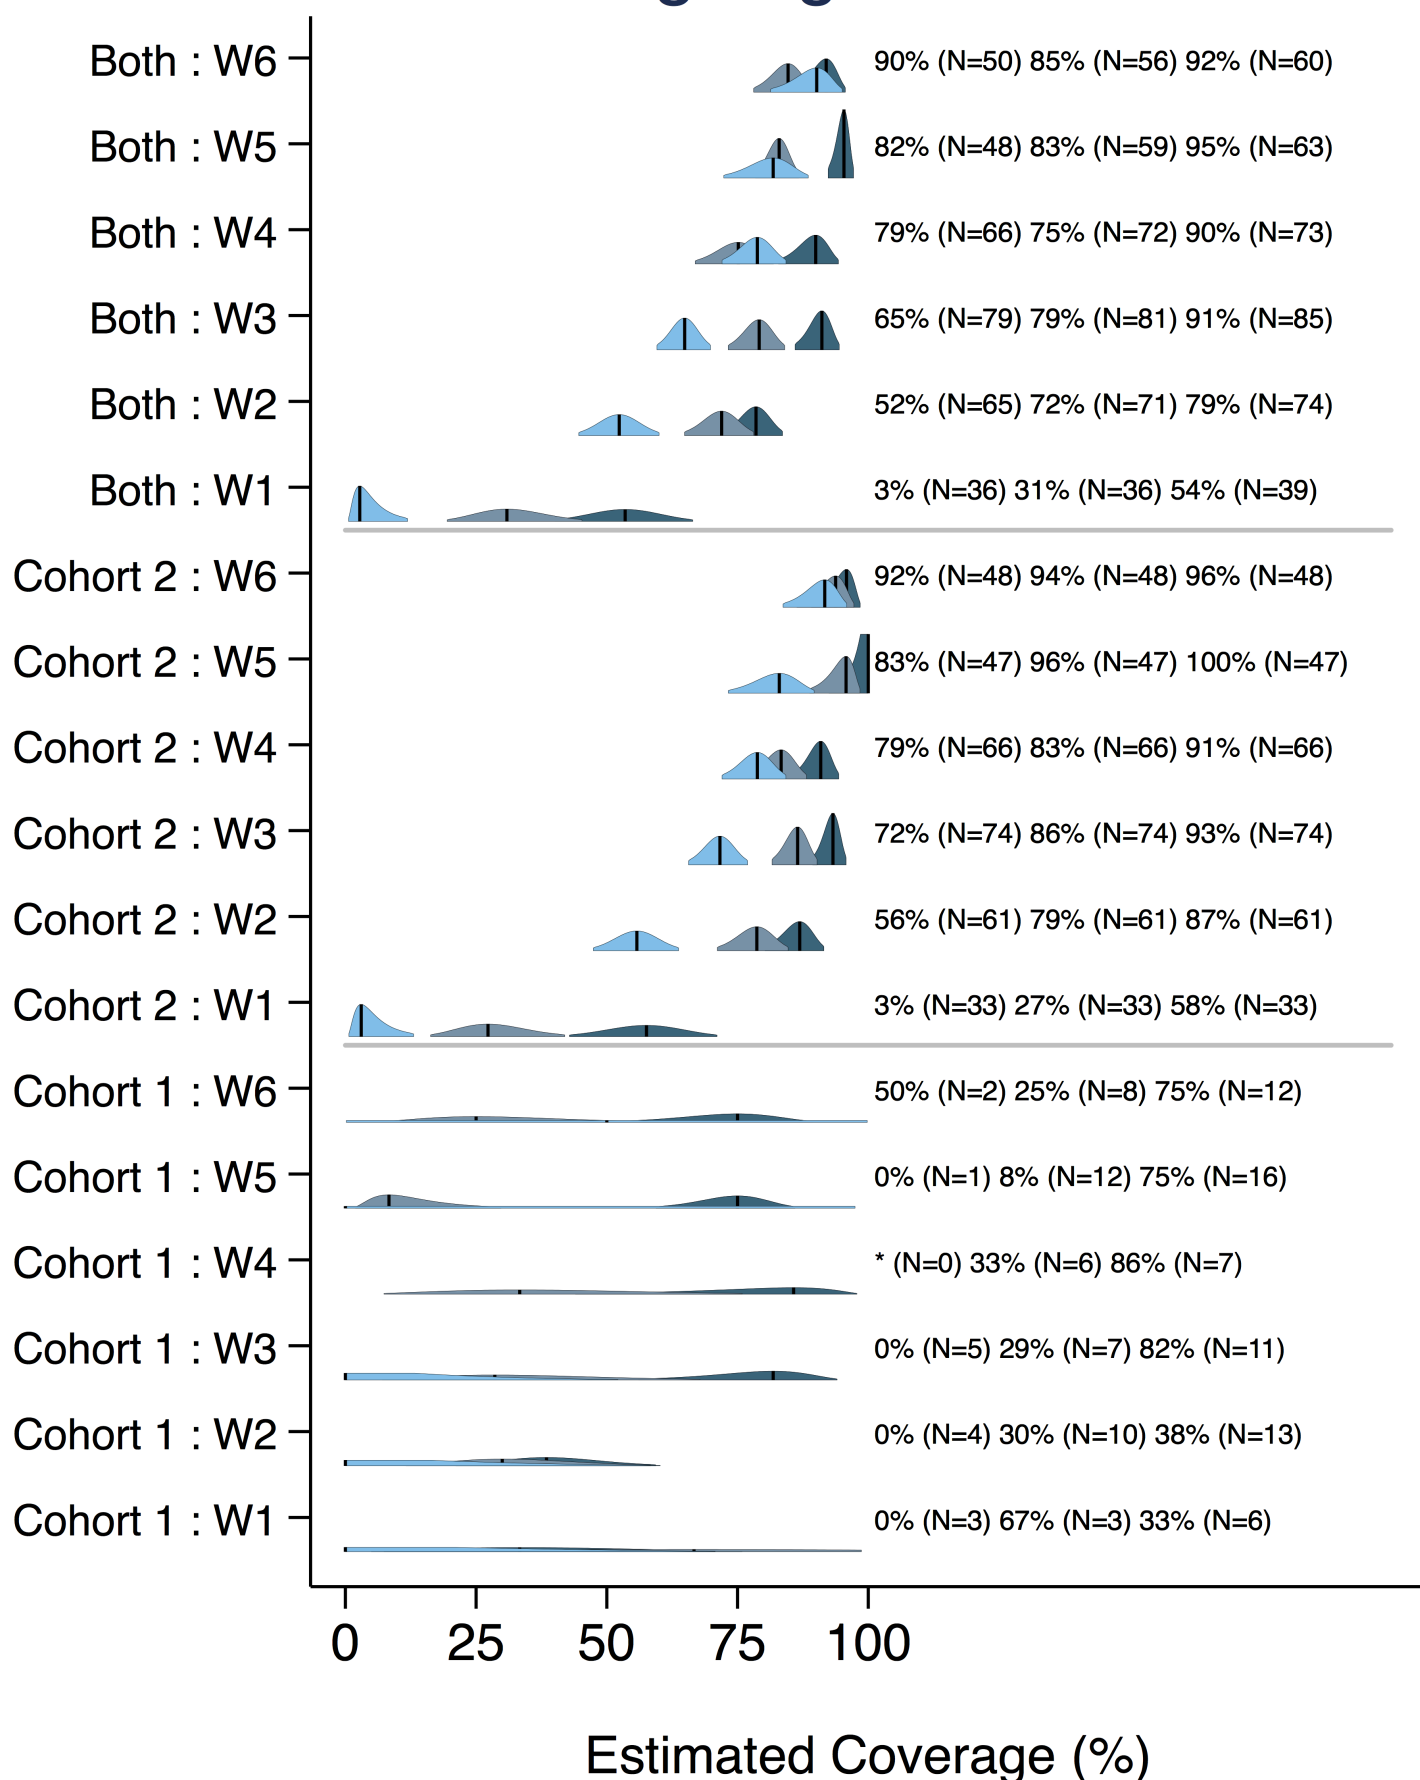 Both : W6 90% (N=50) 85% (N=56) 92% (N=60)
Both : W5 82% (N=48) 83% (N=59) 95% (N=63)
Both : W4 79% (N=66) 75% (N=72) 90% (N=73)
Both : W3 65% (N=79) 79% (N=81) 91% (N=85)
Both : W2 52% (N=65) 72% (N=71) 79% (N=74)
Both : W1 3% (N=36) 31% (N=36) 54% (N=39)
Cohort 2 : W6 92% (N=48) 94% (N=48) 96% (N=48)
Cohort 2 : W5 83% (N=47) 96% (N=47) 100% (N=47)
Cohort 2 : W4 79% (N=66) 83% (N=66) 91% (N=66)
Cohort 2 : W3 72% (N=74) 86% (N=74) 93% (N=74)
Cohort 2 : W2 56% (N=61) 79% (N=61) 87% (N=61)
Cohort 2 : W1 3% (N=33) 27% (N=33) 58% (N=33)
Cohort 1 : W6 50% (N=2) 25% (N=8) 75% (N=12)
Cohort 1 : W5 0% (N=1) 8% (N=12) 75% (N=16)
Cohort 1 : W4 * (N=0) 33% (N=6) 86% (N=7)
Cohort 1 : W3 0% (N=5) 29% (N=7) 82% (N=11)
Cohort 1 : W2 0% (N=4) 30% (N=10) 38% (N=13)
Cohort 1 : W1 0% (N=3) 67% (N=3) 33% (N=6)
0 25 50 75 100
Estimated Coverage (%)